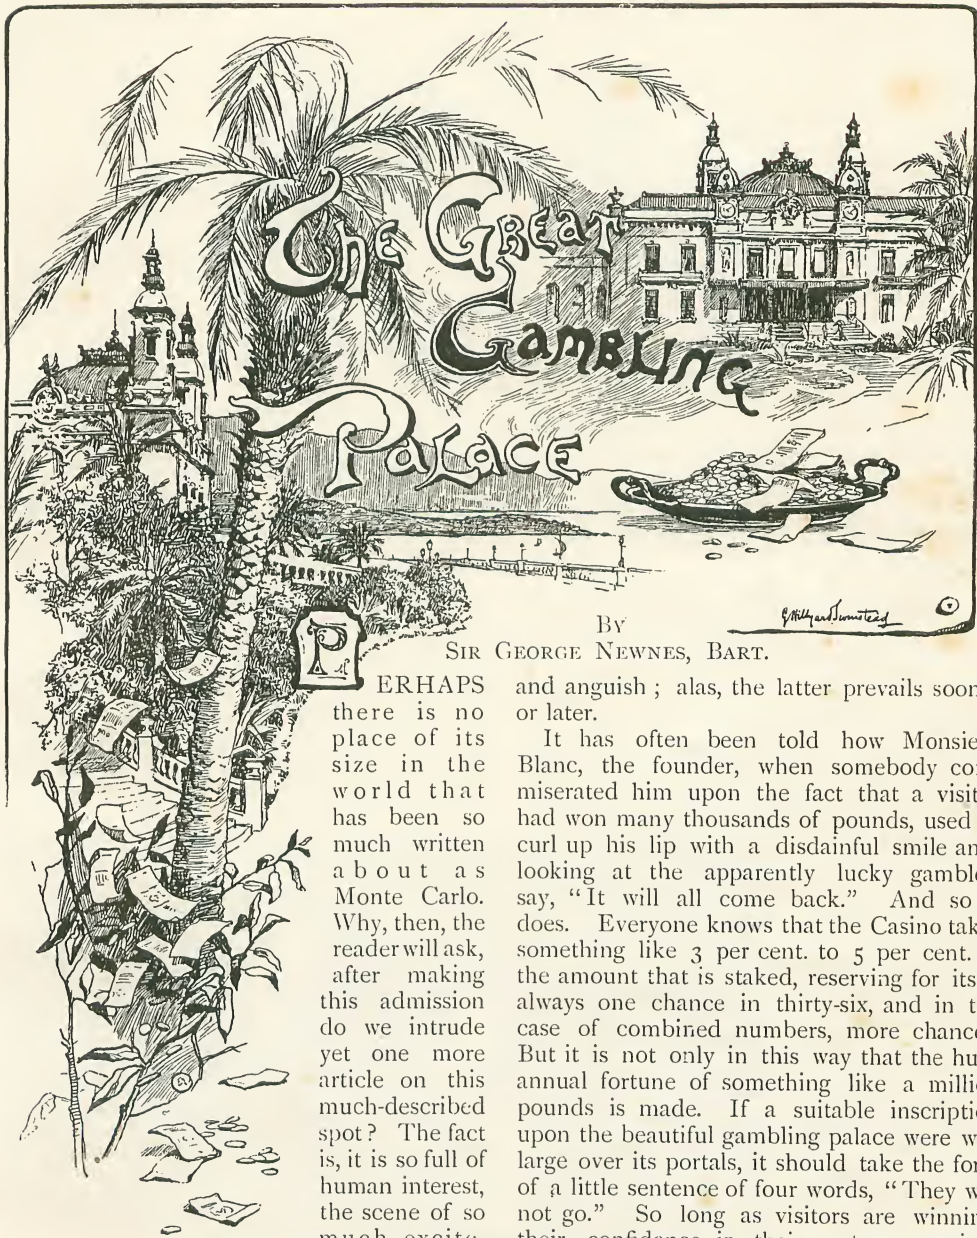 The Great
Gambling
Palace
By
Sir George Newnes, Bart.
PERHAPS
there is no
place of its
size in the
world that
has been so
much written
about as
Monte Carlo.
Why, then, the
reader will ask,
after making
this admission
do we intrude
yet one more
article on this
much-described
spot? The fact
is, it is so full of
human interest,
the scene of so
and anguish; alas, the latter prevails soon
or later.
It has often been told how Monsie
Blanc, the founder, when somebody co
miserated him upon the fact that a visit
had won many thousands of pounds, used
curl up his lip with a disdainful smile an
looking at the apparently lucky gamble
say, "It will all come back." And so
does. Everyone knows that the Casino tak
something like 3 per cent. to 5 per cent.
the amount that is staked, reserving for its
always one chance in thirty-six, and in t
case of combined numbers, more chance
But it is not only in this way that the hu
annual fortune of something like a milli
pounds is made. If a suitable inscripti
upon the beautiful gambling palace were w
large over its portals, it should take the for
of a little sentence of four words, "They w
not go." So long as visitors are winnin